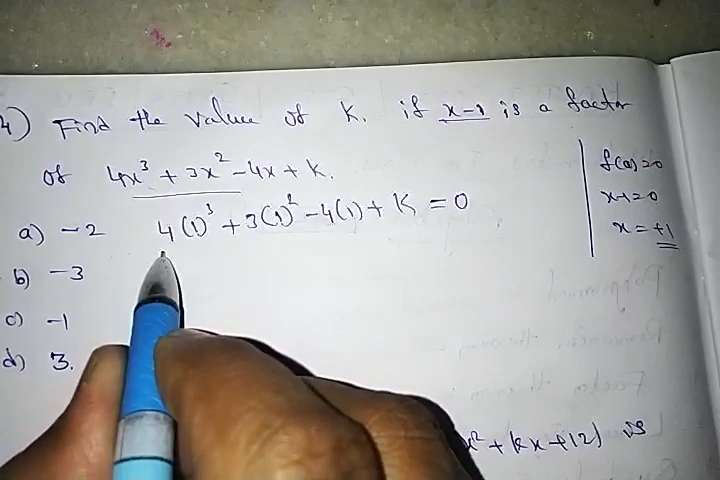 4) Find the value of K, if x-1 is a factor
of 4x³ + 3x² - 4x + K.
4(1)³ + 3(1)² - 4(1) + K = 0
a) -2
b) -3
c) -1
d) 3.
f(a)=0
x-1=0
x=+1
x² + kx + 12) is